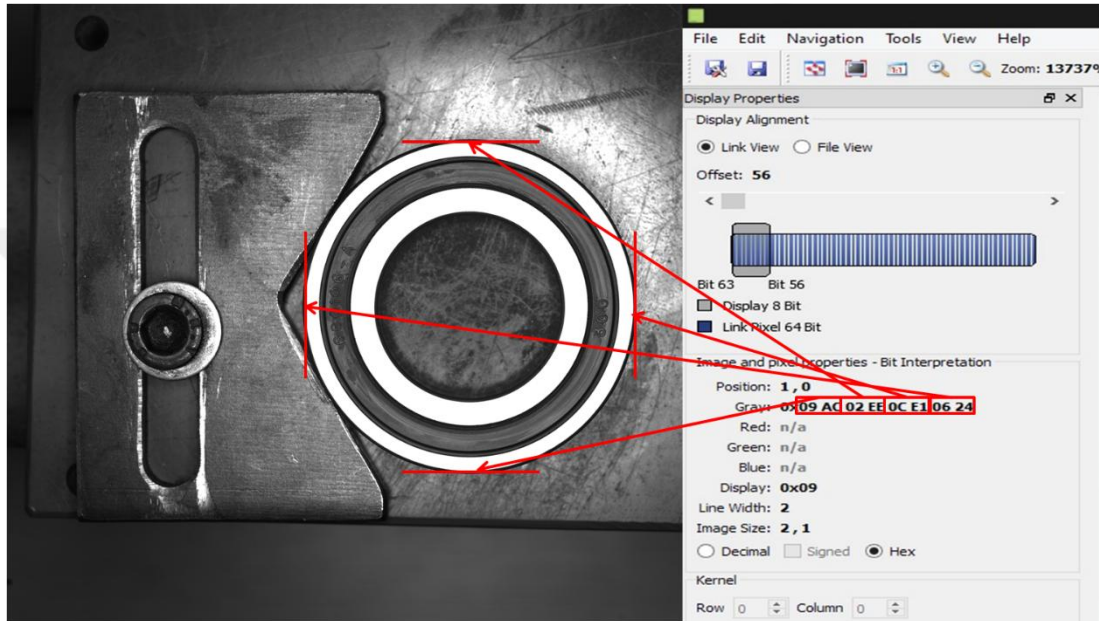 File Edit Navigation Tools View Help
Zoom: 13737%
Display Properties
Display Alignment
Link View File View
Offset: 56
< >
Bit 63 Bit 56
Display 8 Bit
Link Pixel 64 Bit
Image and pixel properties - Bit Interpretation
Position: 1 , 0
Gray: 0x09 AC 02 EE 0C E1 06 24
Red: n/a
Green: n/a
Blue: n/a
Display: 0x09
Line Width: 2
Image Size: 2 , 1
Decimal Signed Hex
Kernel
Row 0 Column 0